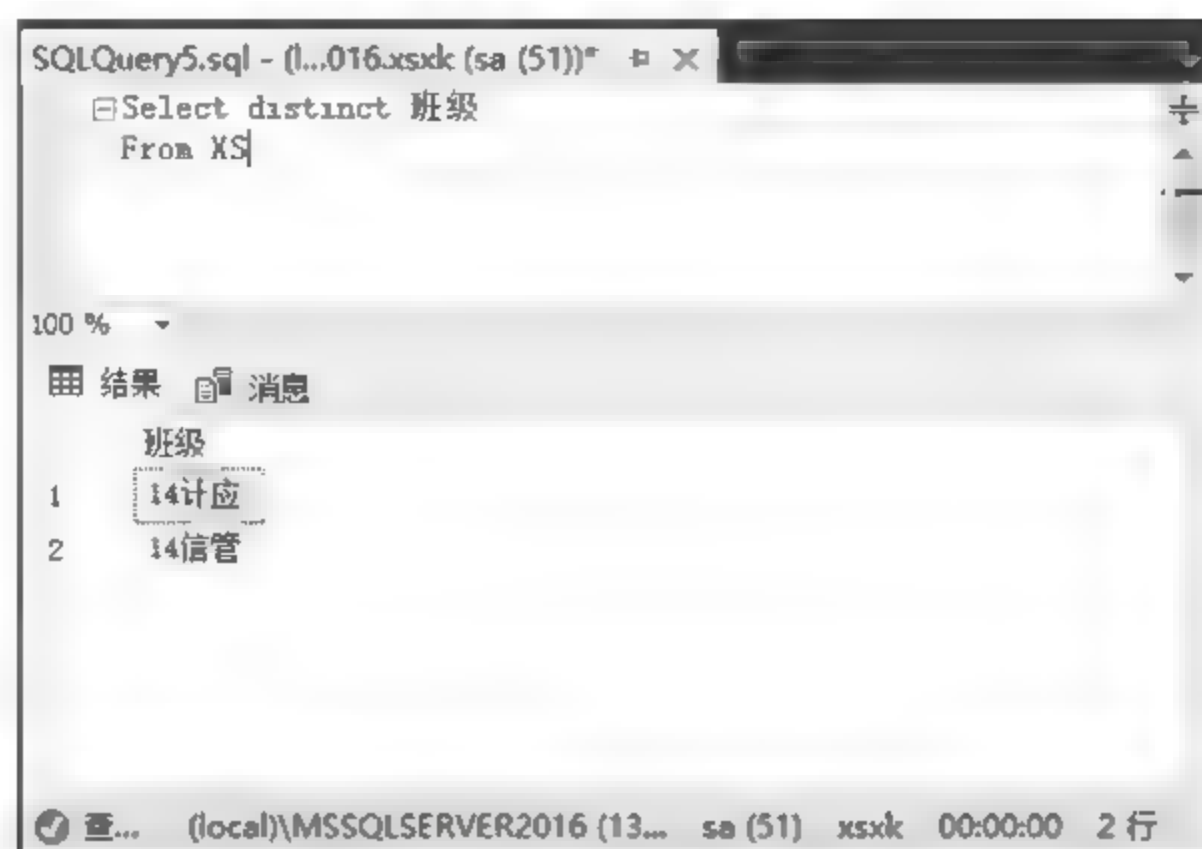 SQLQuery5.sql - (l...016.xsxk (sa (51))*
Select distinct 班级
From XS
100 %
结果 消息
班级
1 14计应
2 14信管
查... (local)\MSSQLSERVER2016 (13... sa (51) xsxk 00:00:00 2 行